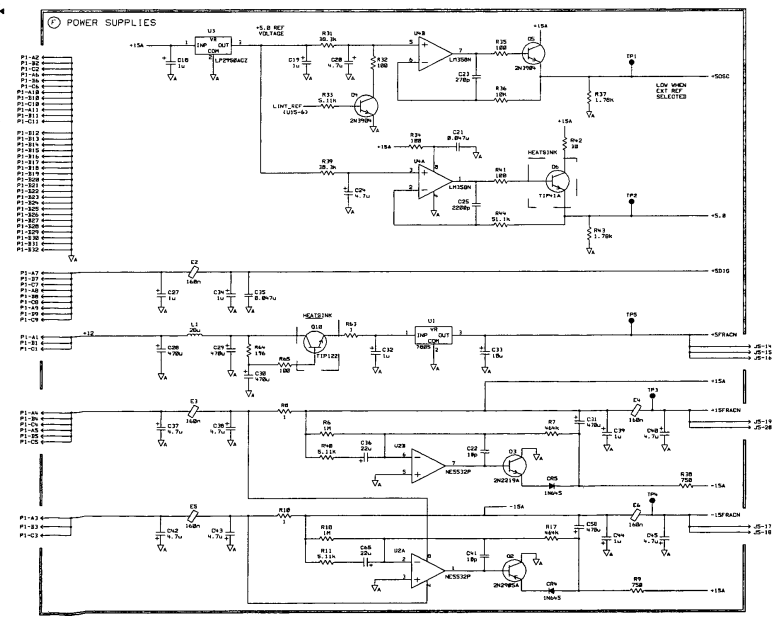 F POWER SUPPLIES
+15A
U3
VR
INP OUT
COM
LP2950ACZ
C18
1u
+5.0 REF
VOLTAGE
C19
1u
R31
38.3K
C20
4.7u
R32
100
Q4
2N3904
R33
5.11K
LINT_REF
(U15-6)
U4B
LM358N
R35
100
C23
270p
R36
10K
+15A
Q5
2N3904
TP1
+5OSC
LOW WHEN
EXT REF
SELECTED
R37
1.78K
R39
38.3K
C24
4.7u
+15A
R34
100
C21
0.047u
U4A
LM358N
R41
100
C25
2200p
R44
51.1K
HEATSINK
+15A
R42
30
Q6
TIP41A
TP2
+5.0
R43
1.78K
P1-A2
P1-B2
P1-C2
P1-A6
P1-B6
P1-C6
P1-A10
P1-B10
P1-C10
P1-A11
P1-B11
P1-C11
P1-B12
P1-B13
P1-B14
P1-B15
P1-B16
P1-B17
P1-B18
P1-B19
P1-B20
P1-B21
P1-B22
P1-B23
P1-B24
P1-B25
P1-B26
P1-B27
P1-B28
P1-B29
P1-B30
P1-B31
P1-B32
P1-A7
P1-B7
P1-C7
P1-A8
P1-B8
P1-C8
P1-A9
P1-B9
P1-C9
E2
160n
C27
1u
C34
1u
C35
0.047u
+5DIG
P1-A1
P1-B1
P1-C1
+12
L1
20u
C28
470u
C29
470u
R64
196
C30
470u
R65
100
HEATSINK
Q10
TIP122
R63
1
C32
1u
U1
VR
INP OUT
COM
7805
C33
10u
TP5
+5FRACN
J5-14
J5-15
J5-16
+15A
P1-A4
P1-B4
P1-C4
P1-A5
P1-B5
P1-C5
E3
160n
C37
4.7u
C38
4.7u
R8
1
R6
1M
R40
5.11K
C36
22u
U2B
NE5532P
C22
10p
R7
464K
Q3
2N2219A
CR5
1N645
C31
470u
C39
1u
E4
160n
TP3
C40
4.7u
+15FRACN
J5-19
J5-20
R38
750
-15A
P1-A3
P1-B3
P1-C3
E5
160n
C42
4.7u
C43
4.7u
R10
1
-15A
R18
1M
R11
5.11K
C65
22u
U2A
NE5532P
C41
10p
R17
464K
Q2
2N2905A
CR4
1N645
C50
470u
C44
1u
E6
160n
TP4
C45
4.7u
-15FRACN
J5-17
J5-18
R9
750
+15A